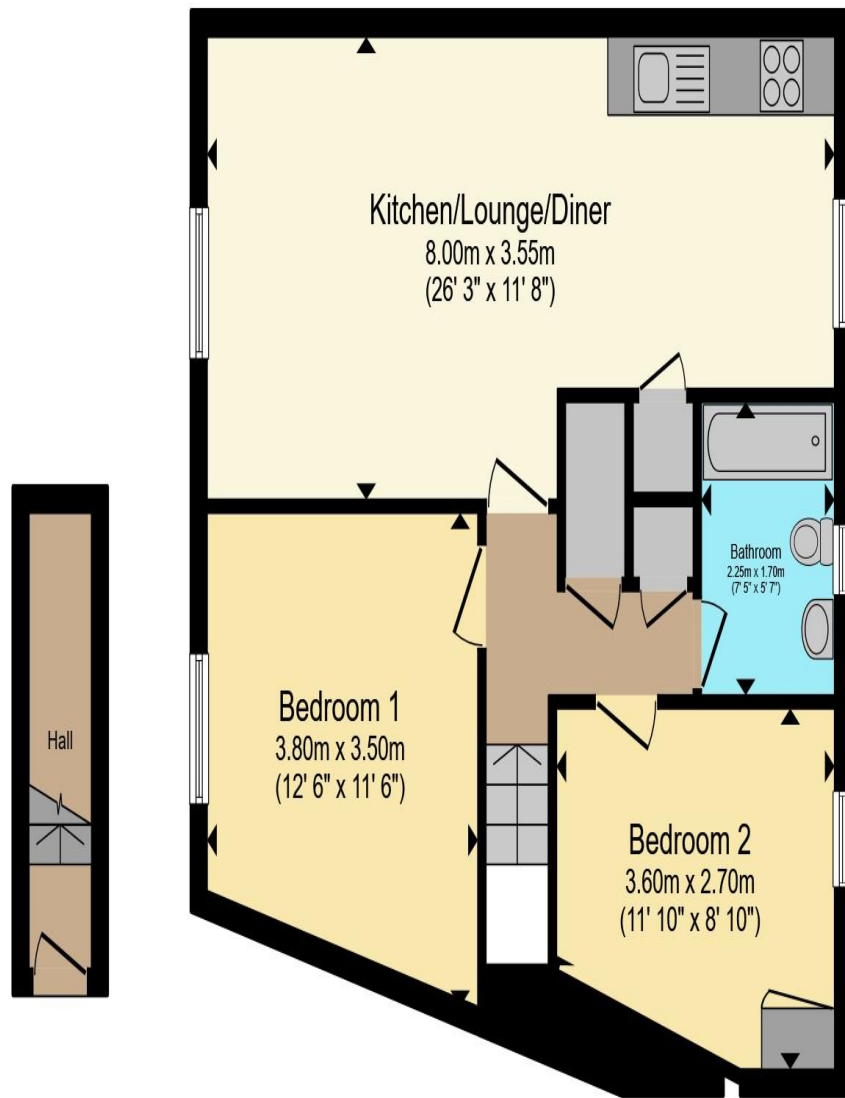 Kitchen/Lounge/Diner
8.00m x 3.55m
(26' 3" x 11' 8")
Bathroom
2.25m x 1.70m
(7' 5" x 5' 7")
Hall
Bedroom 1
3.80m x 3.50m
(12' 6" x 11' 6")
Bedroom 2
3.60m x 2.70m
(11' 10" x 8' 10")